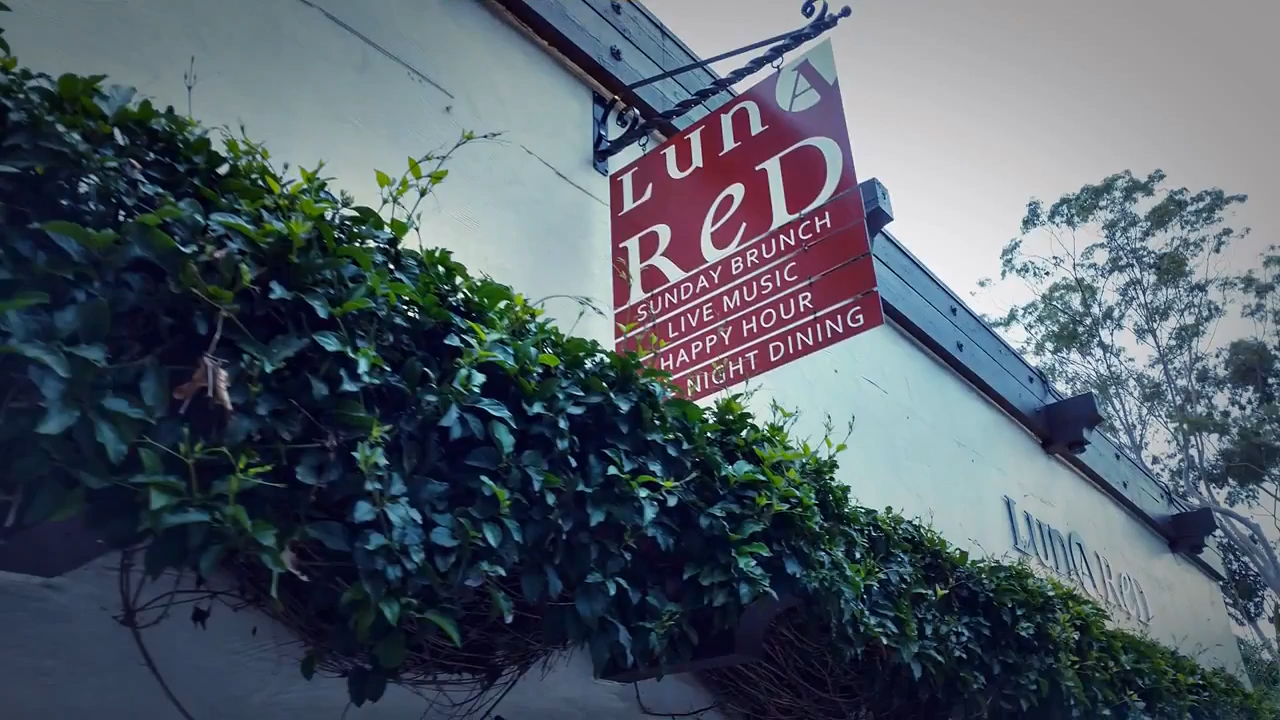 LunA
ReD
SUNDAY BRUNCH
LIVE MUSIC
HAPPY HOUR
NIGHT DINING
LUNA ReD